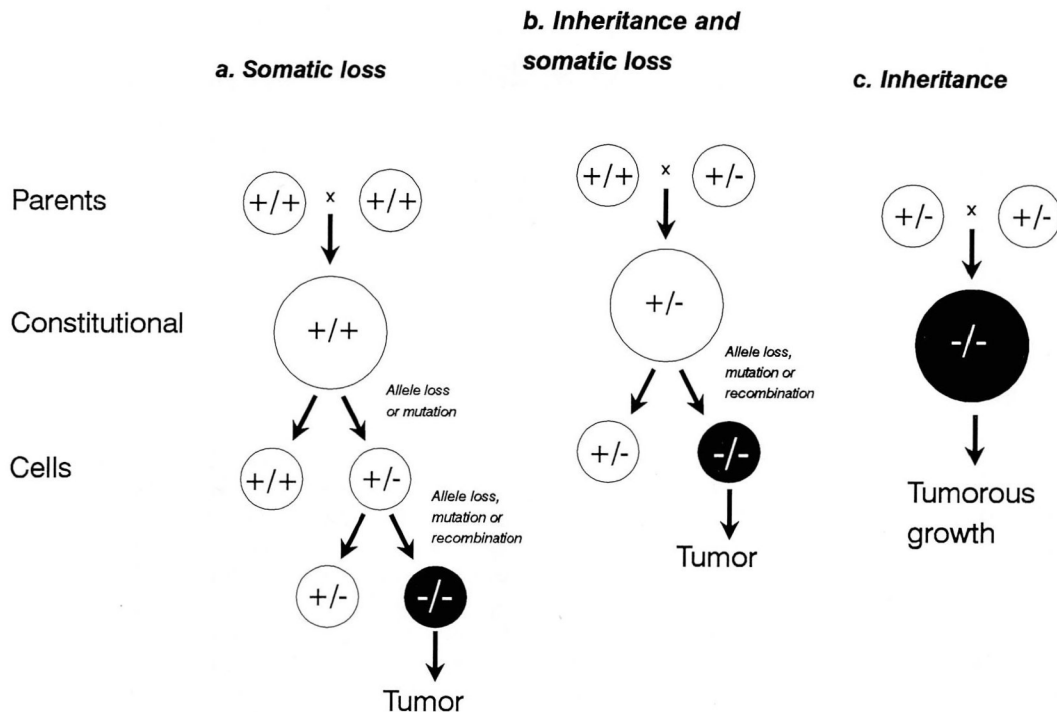 a. Somatic loss
b. Inheritance and
somatic loss
c. Inheritance
Parents
+/+ x +/+
+/+ x +/-
+/- x +/-
Constitutional
+/+
+/-
-/-
Allele loss
or mutation
Allele loss,
mutation or
recombination
Cells
+/+ +/-
+/- -/-
Allele loss,
mutation or
recombination
+/- -/-
Tumor
Tumor
Tumorous
growth